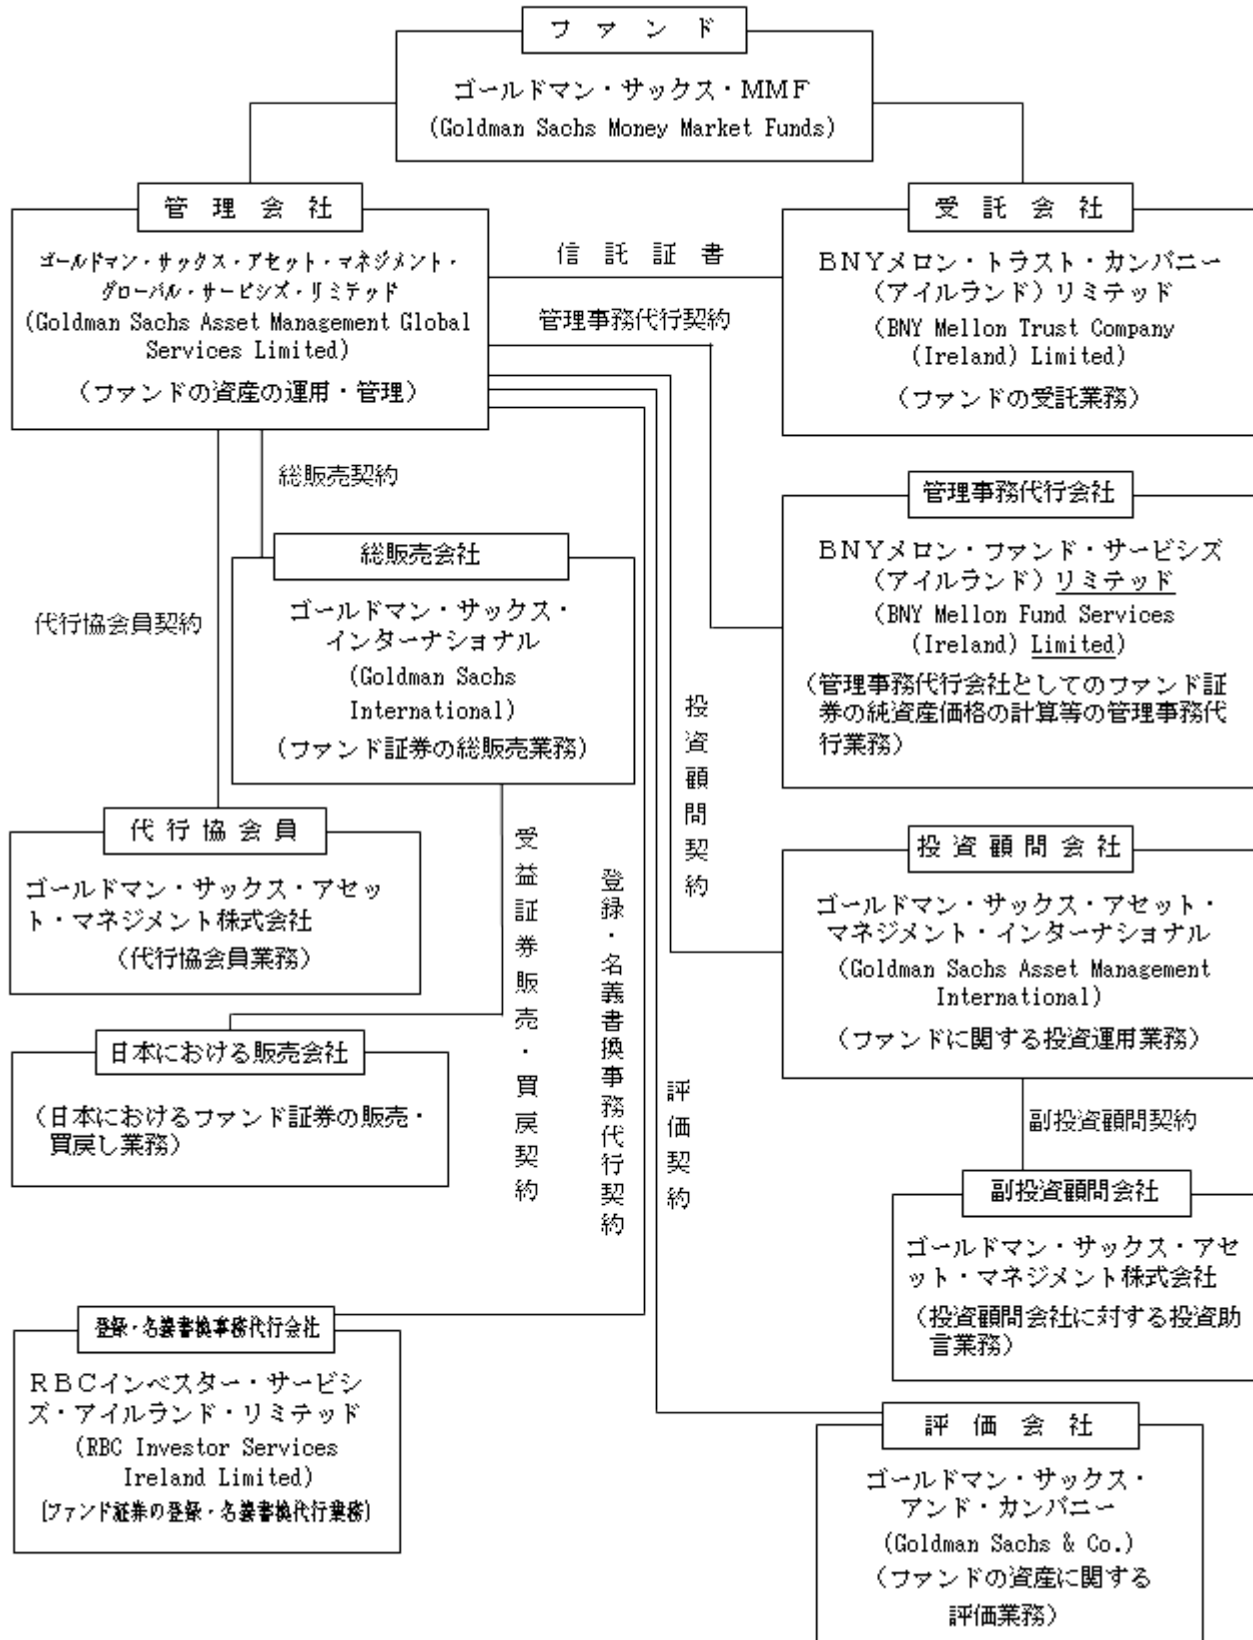 ファンド
ゴールドマン・サックス・ＭＭＦ
(Goldman Sachs Money Market Funds)
管理会社
ゴールドマン・サックス・アセット・マネジメント・
グローバル・サービシズ・リミテッド
(Goldman Sachs Asset Management Global
Services Limited)
（ファンドの資産の運用・管理）
信託証書
管理事務代行契約
受託会社
ＢＮＹメロン・トラスト・カンパニー
（アイルランド）リミテッド
(BNY Mellon Trust Company
(Ireland) Limited)
（ファンドの受託業務）
総販売契約
管理事務代行会社
ＢＮＹメロン・ファンド・サービシズ
（アイルランド）リミテッド
(BNY Mellon Fund Services
(Ireland) Limited)
（管理事務代行会社としてのファンド証
券の純資産価格の計算等の管理事務代
行業務）
総販売会社
ゴールドマン・サックス・
インターナショナル
(Goldman Sachs
International)
（ファンド証券の総販売業務）
代行協会員契約
投資顧問契約
代行協会員
ゴールドマン・サックス・アセッ
ト・マネジメント株式会社
（代行協会員業務）
受益証券販売・買戻契約
登録・名義書換事務代行契約
投資顧問会社
ゴールドマン・サックス・アセット・
マネジメント・インターナショナル
(Goldman Sachs Asset Management
International)
（ファンドに関する投資運用業務）
日本における販売会社
（日本におけるファンド証券の販売・
買戻し業務）
評価契約
副投資顧問契約
副投資顧問会社
ゴールドマン・サックス・アセ
ット・マネジメント株式会社
（投資顧問会社に対する投資助
言業務）
登録・名義書換事務代行会社
ＲＢＣインベスター・サービシ
ズ・アイルランド・リミテッド
(RBC Investor Services
Ireland Limited)
(ファンド証券の登録・名義書換代行業務)
評価会社
ゴールドマン・サックス・
アンド・カンパニー
(Goldman Sachs & Co.)
（ファンドの資産に関する
評価業務）